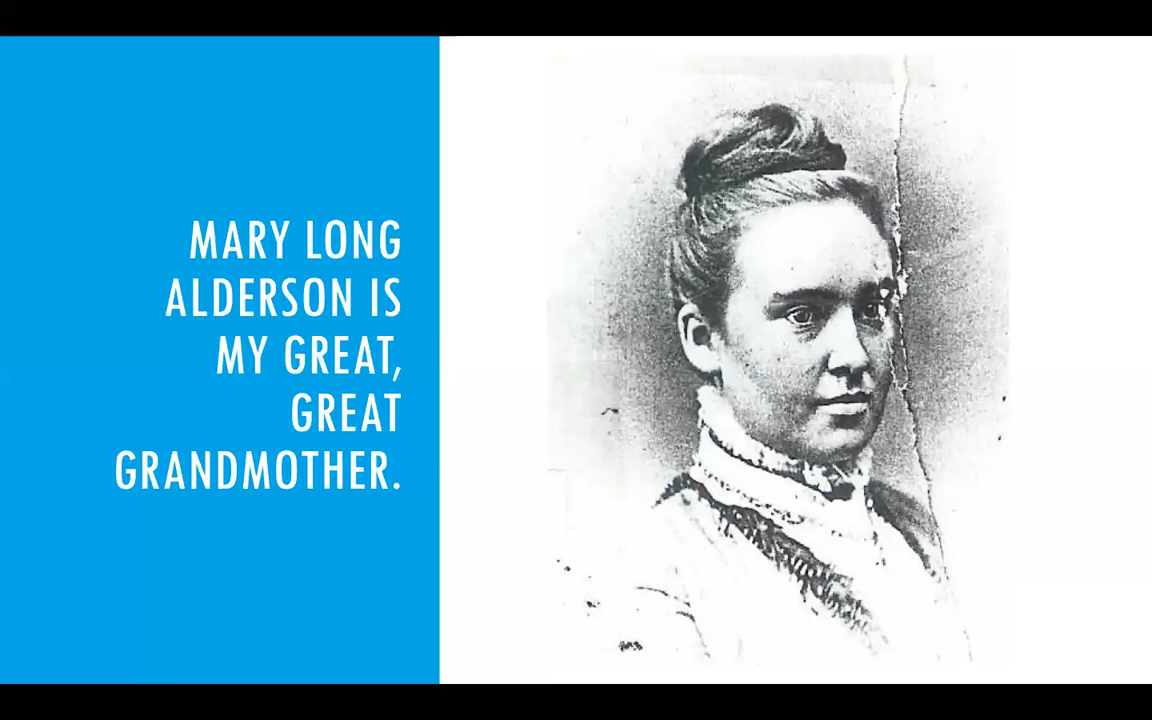 MARY LONG
ALDERSON IS
MY GREAT,
GREAT
GRANDMOTHER.